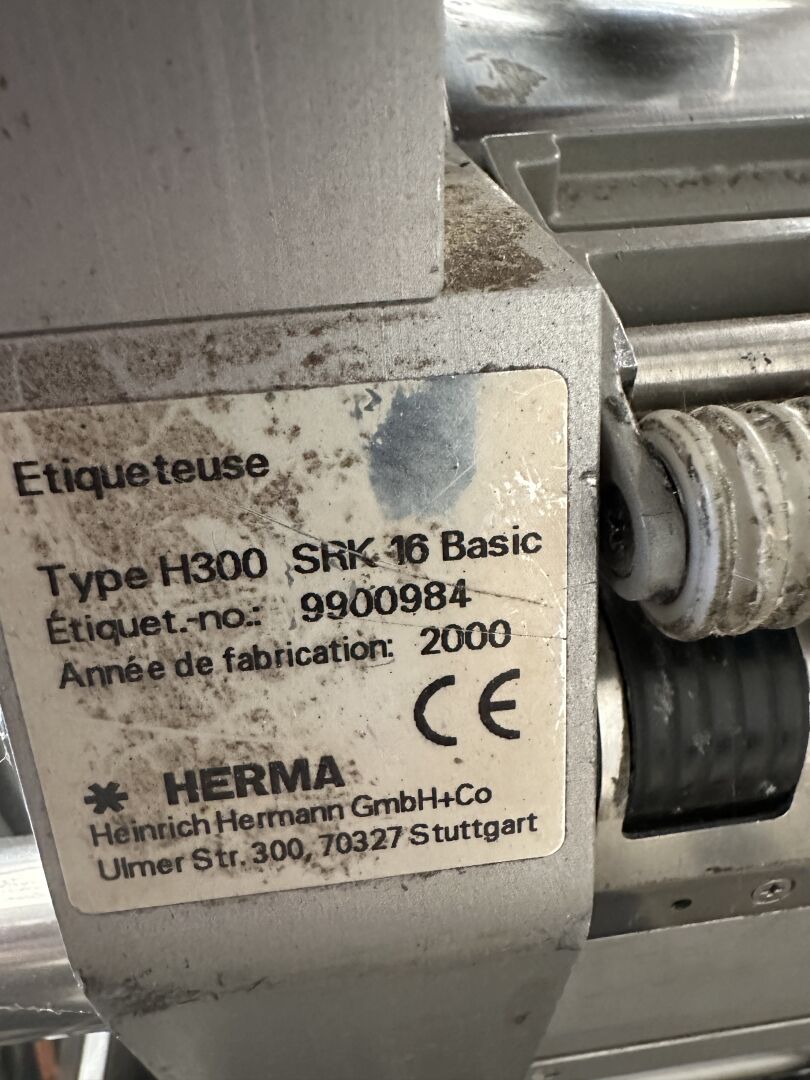 Etiqueteuse
Type H300 SRK 16 Basic
Étiquet.-no.: 9900984
Année de fabrication: 2000
CE
HERMA
Heinrich Hermann GmbH+Co
Ulmer Str. 300, 70327 Stuttgart